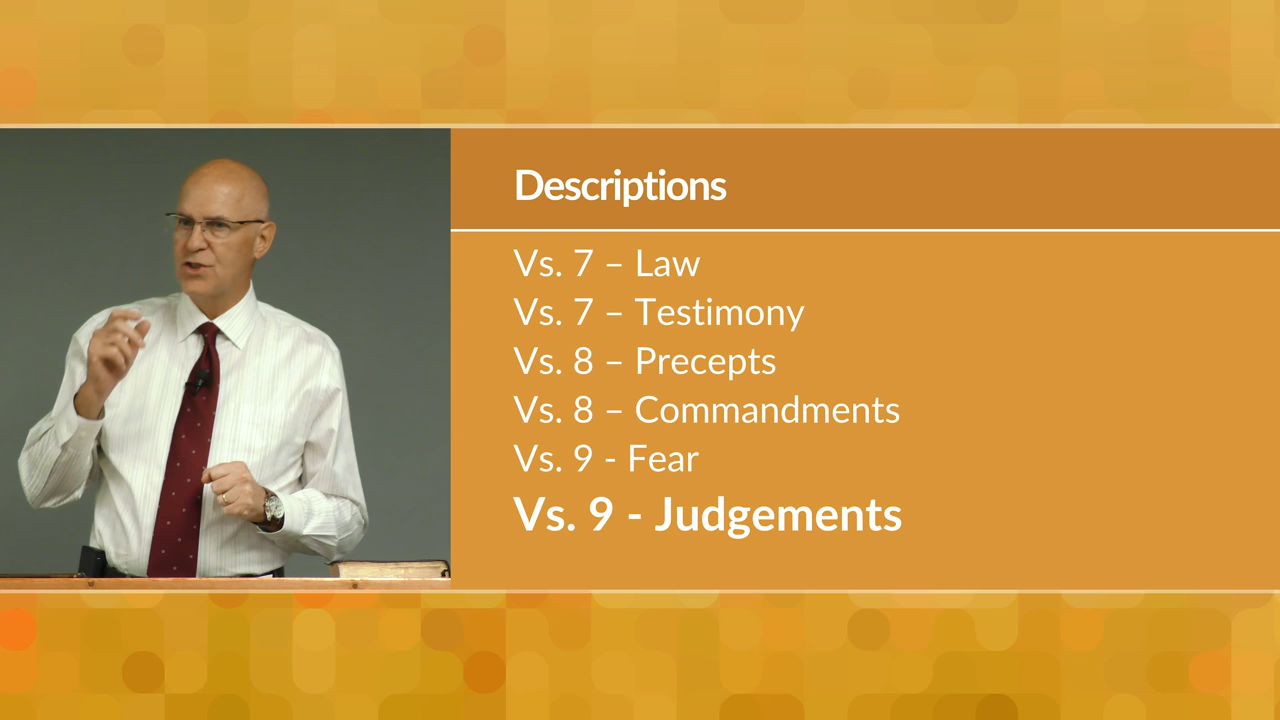 Descriptions
Vs. 7 – Law
Vs. 7 – Testimony
Vs. 8 – Precepts
Vs. 8 – Commandments
Vs. 9 - Fear
Vs. 9 - Judgements